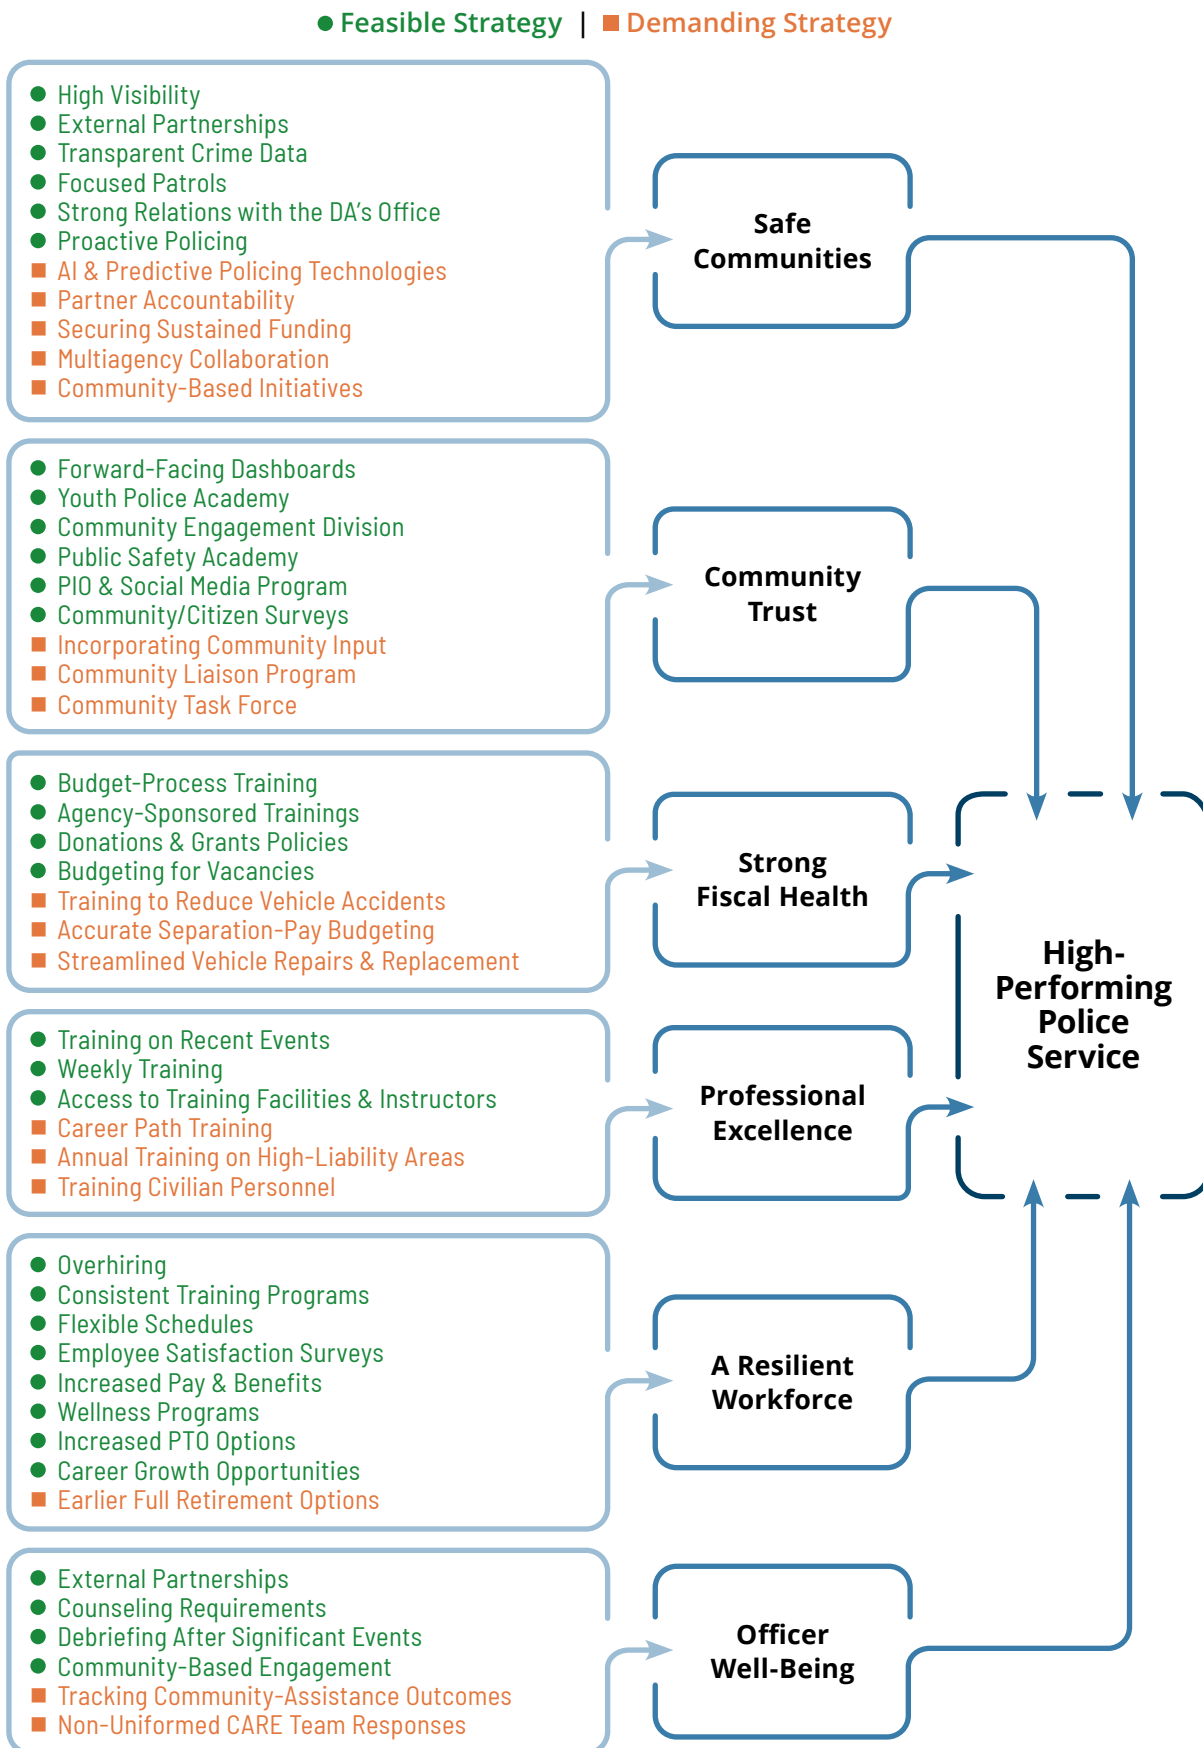 Feasible Strategy | Demanding Strategy
High Visibility
External Partnerships
Transparent Crime Data
Focused Patrols
Strong Relations with the DA's Office
Proactive Policing
AI & Predictive Policing Technologies
Partner Accountability
Securing Sustained Funding
Multiagency Collaboration
Community-Based Initiatives
Safe
Communities
Forward-Facing Dashboards
Youth Police Academy
Community Engagement Division
Public Safety Academy
PIO & Social Media Program
Community/Citizen Surveys
Incorporating Community Input
Community Liaison Program
Community Task Force
Community
Trust
Budget-Process Training
Agency-Sponsored Trainings
Donations & Grants Policies
Budgeting for Vacancies
Training to Reduce Vehicle Accidents
Accurate Separation-Pay Budgeting
Streamlined Vehicle Repairs & Replacement
Strong
Fiscal Health
Training on Recent Events
Weekly Training
Access to Training Facilities & Instructors
Career Path Training
Annual Training on High-Liability Areas
Training Civilian Personnel
Professional
Excellence
Overhiring
Consistent Training Programs
Flexible Schedules
Employee Satisfaction Surveys
Increased Pay & Benefits
Wellness Programs
Increased PTO Options
Career Growth Opportunities
Earlier Full Retirement Options
A Resilient
Workforce
External Partnerships
Counseling Requirements
Debriefing After Significant Events
Community-Based Engagement
Tracking Community-Assistance Outcomes
Non-Uniformed CARE Team Responses
Officer
Well-Being
High-
Performing
Police
Service